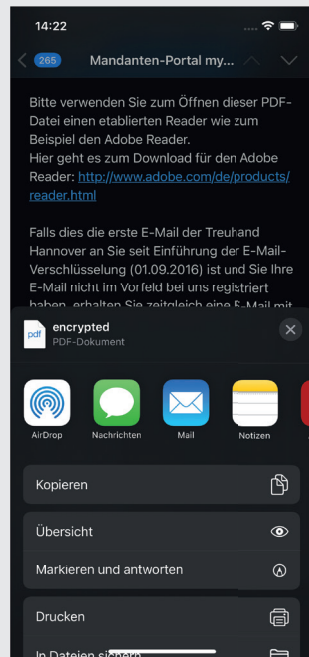 14:22
265 Mandanten-Portal my...
Bitte verwenden Sie zum Öffnen dieser PDF-
Datei einen etablierten Reader wie zum
Beispiel den Adobe Reader.
Hier geht es zum Download für den Adobe
Reader: http://www.adobe.com/de/products/
reader.html
Falls dies die erste E-Mail der Treuhand
Hannover an Sie seit Einführung der E-Mail-
Verschlüsselung (01.09.2016) ist und Sie Ihre
E-Mail nicht im Vorfeld bei uns registriert
haben, erhalten Sie zeitgleich eine E-Mail mit
pdf
encrypted
PDF-Dokument
AirDrop Nachrichten Mail Notizen
Kopieren
Übersicht
Markieren und antworten
Drucken
In Dateien sichern